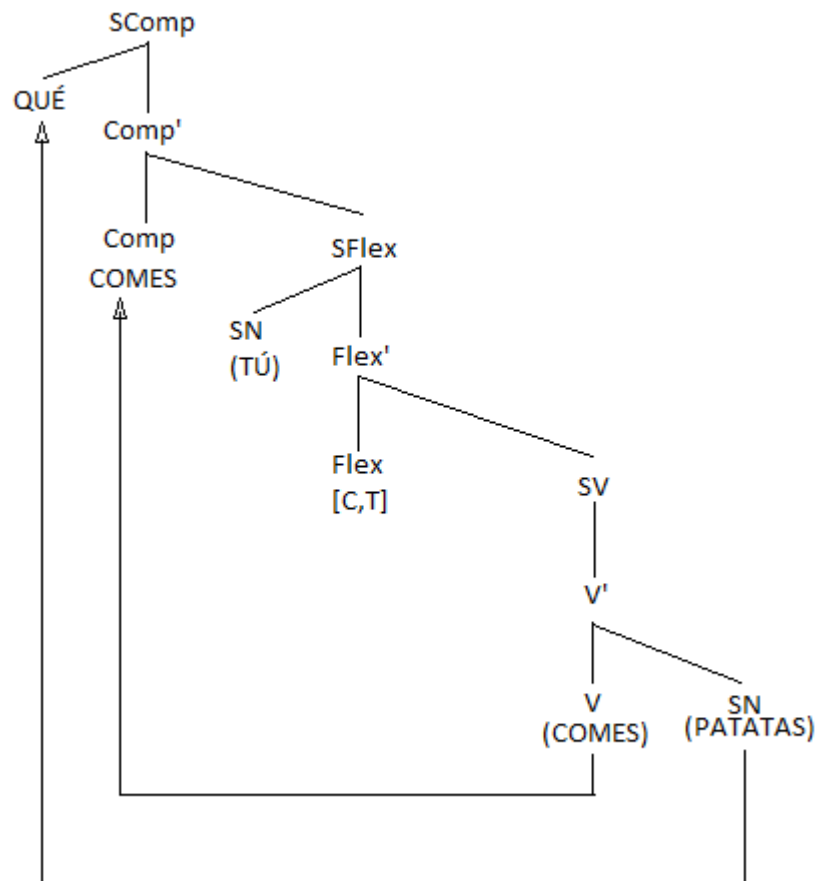 SComp
QUÉ
Comp'
Comp
COMES
SFlex
SN
(TÚ)
Flex'
Flex
[C,T]
SV
V'
V
(COMES)
SN
(PATATAS)